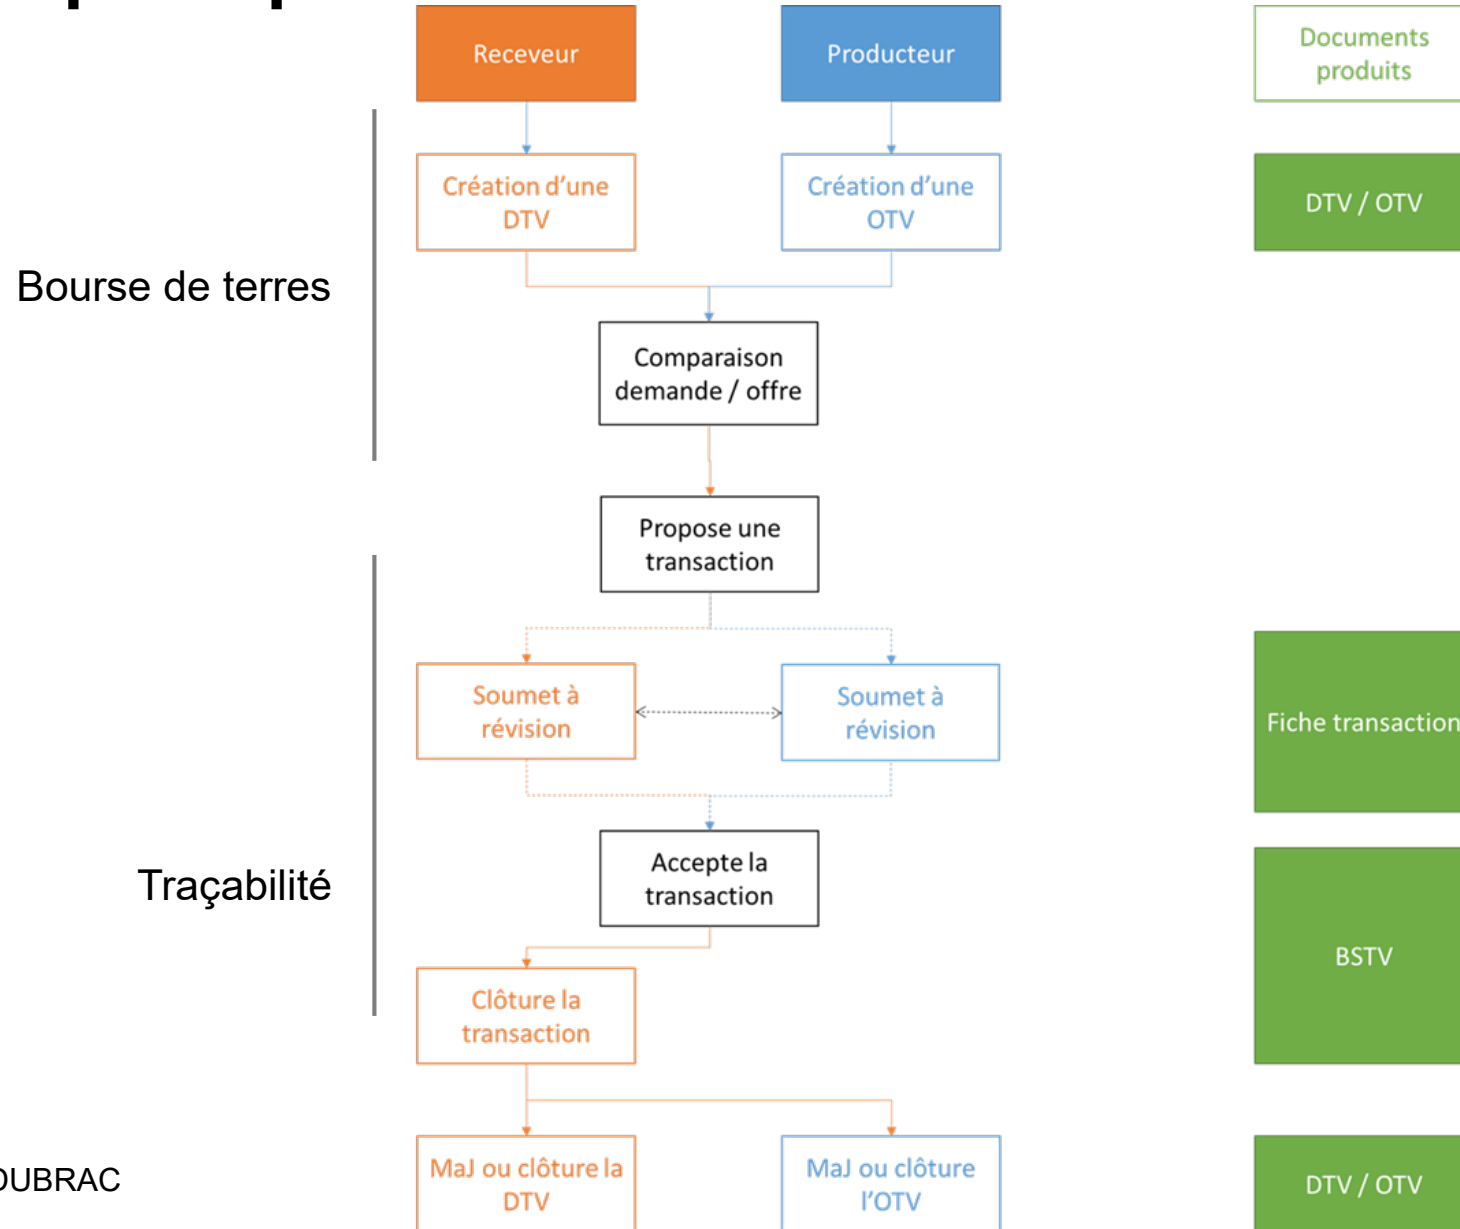 Receveur
Producteur
Documents
produits
Création d'une
DTV
Création d'une
OTV
DTV / OTV
Bourse de terres
Comparaison
demande / offre
Propose une
transaction
Soumet à
révision
Soumet à
révision
Fiche transaction
Traçabilité
Accepte la
transaction
BSTV
Clôture la
transaction
MaJ ou clôture la
DTV
MaJ ou clôture
l'OTV
DTV / OTV
OUBRAC